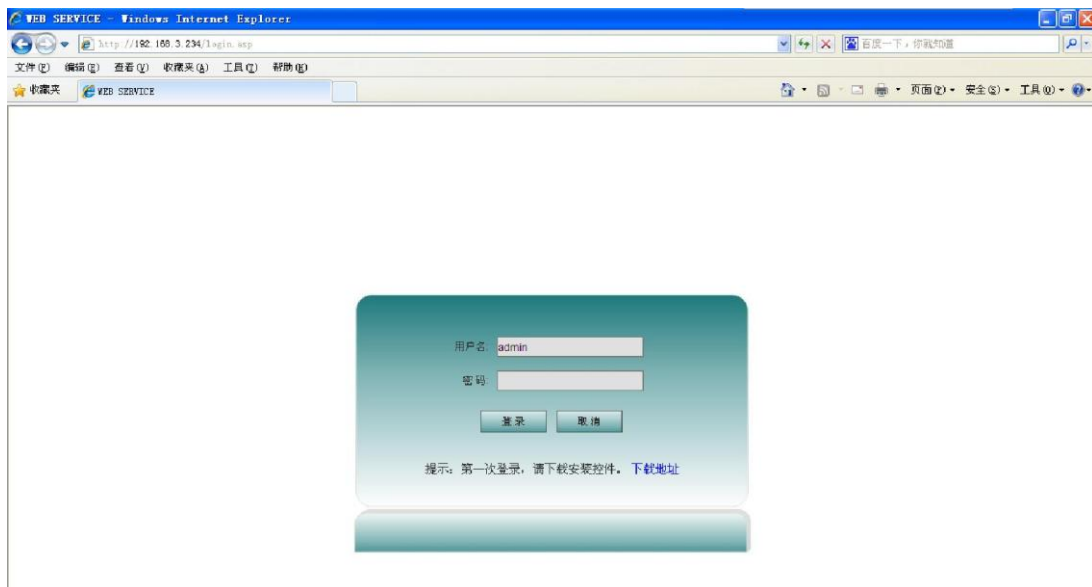 WEB SERVICE - Windows Internet Explorer
http://192.168.3.234/login.asp
百度一下，你就知道
文件(F) 编辑(E) 查看(V) 收藏夹(A) 工具(T) 帮助(H)
收藏夹 WEB SERVICE 页面(P) 安全(S) 工具(O)
用户名: admin
密码:
登录 取消
提示：第一次登录，请下载安装控件。 下载地址